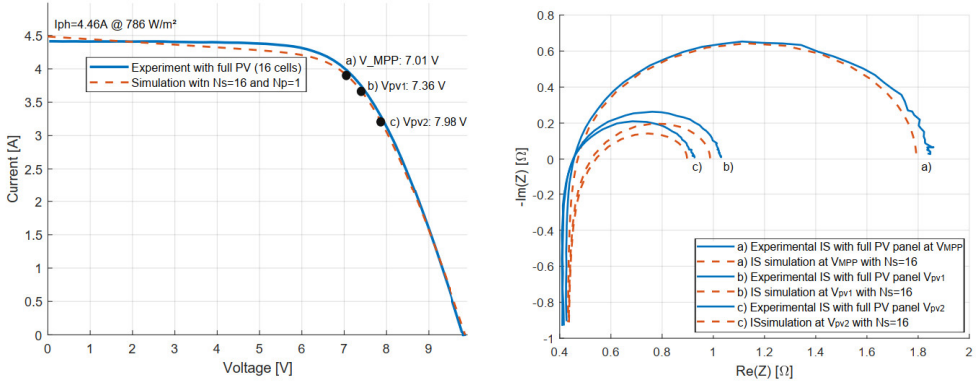 Iph=4.46A @ 786 W/m²
4.5
4
3.5
3
2.5
2
1.5
1
0.5
0
Current [A]
Experiment with full PV (16 cells)
Simulation with Ns=16 and Np=1
a) V_MPP: 7.01 V
b) Vpv1: 7.36 V
c) Vpv2: 7.98 V
0 1 2 3 4 5 6 7 8 9
Voltage [V]
-0.8
0.6
0.4
0.2
0
-0.2
-0.4
-0.6
-0.8
-1
-Im(Z) [Ω]
c) b) a)
a) Experimental IS with full PV panel at VMPP
a) IS simulation at VMPP with Ns=16
b) Experimental IS with full PV panel Vpv1
b) IS simulation at Vpv1 with Ns=16
c) Experimental IS with full PV panel Vpv2
c) ISsimulation at Vpv2 with Ns=16
0.4 0.6 0.8 1 1.2 1.4 1.6 1.8 2
Re(Z) [Ω]